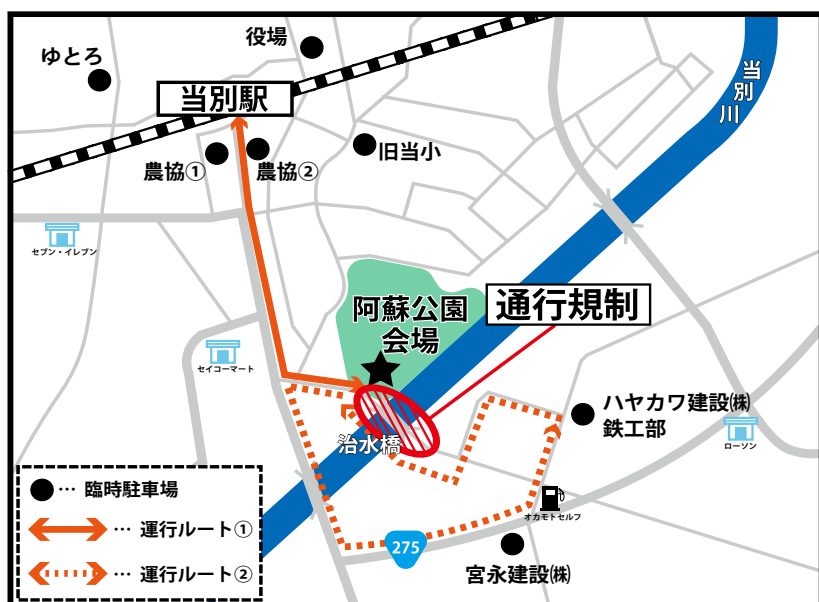 役場
ゆとろ
当別駅
当別川
農協①
農協②
旧当小
セブン・イレブン
阿蘇公園
会場
通行規制
セイコーマート
ハヤカワ建設㈱
鉄工部
ローソン
治水橋
オカモトセルフ
275
宮永建設㈱
… 臨時駐車場
… 運行ルート①
… 運行ルート②